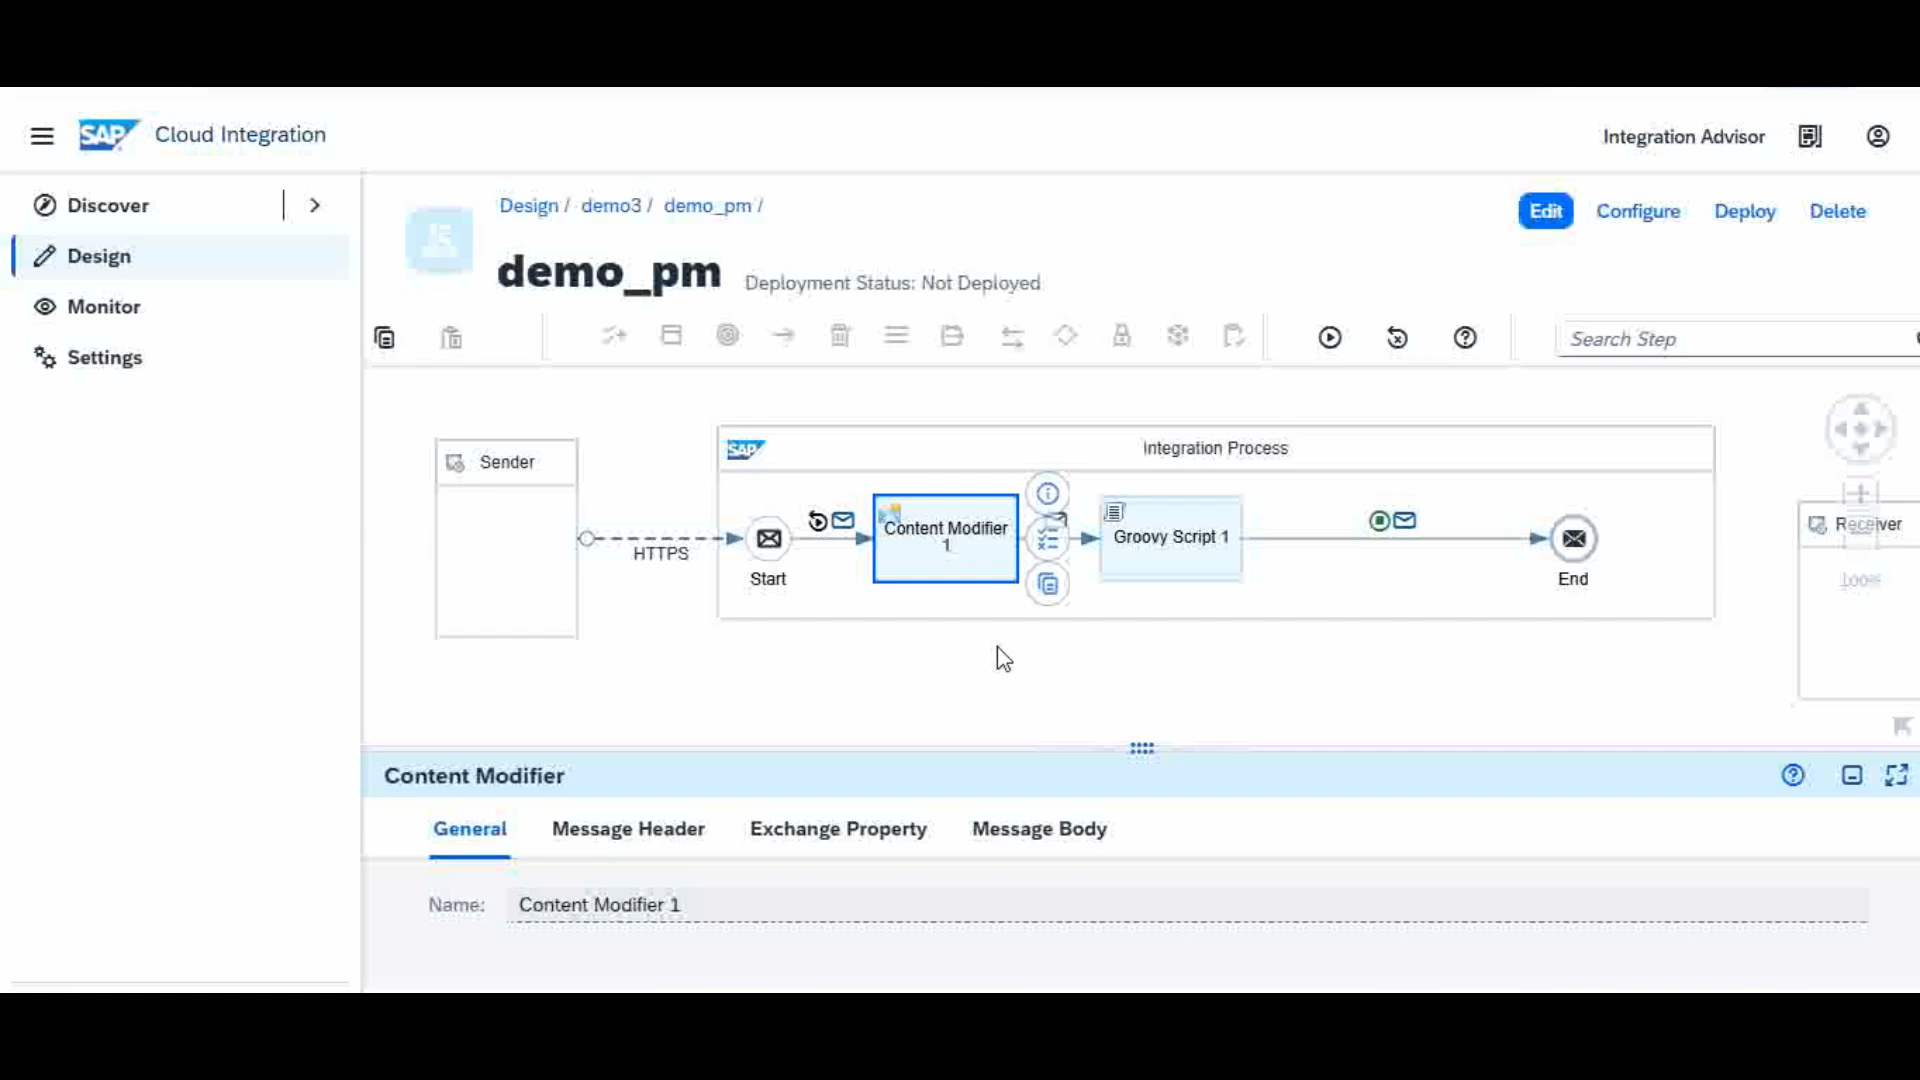 SAP Cloud Integration
Integration Advisor
Discover
Design
Monitor
Settings
Design / demo3 / demo_pm /
Edit Configure Deploy Delete
demo_pm Deployment Status: Not Deployed
Search Step
SAP Integration Process
Sender
HTTPS
Start
Content Modifier
1
Groovy Script 1
End
Receiver
Content Modifier
General Message Header Exchange Property Message Body
Name: Content Modifier 1